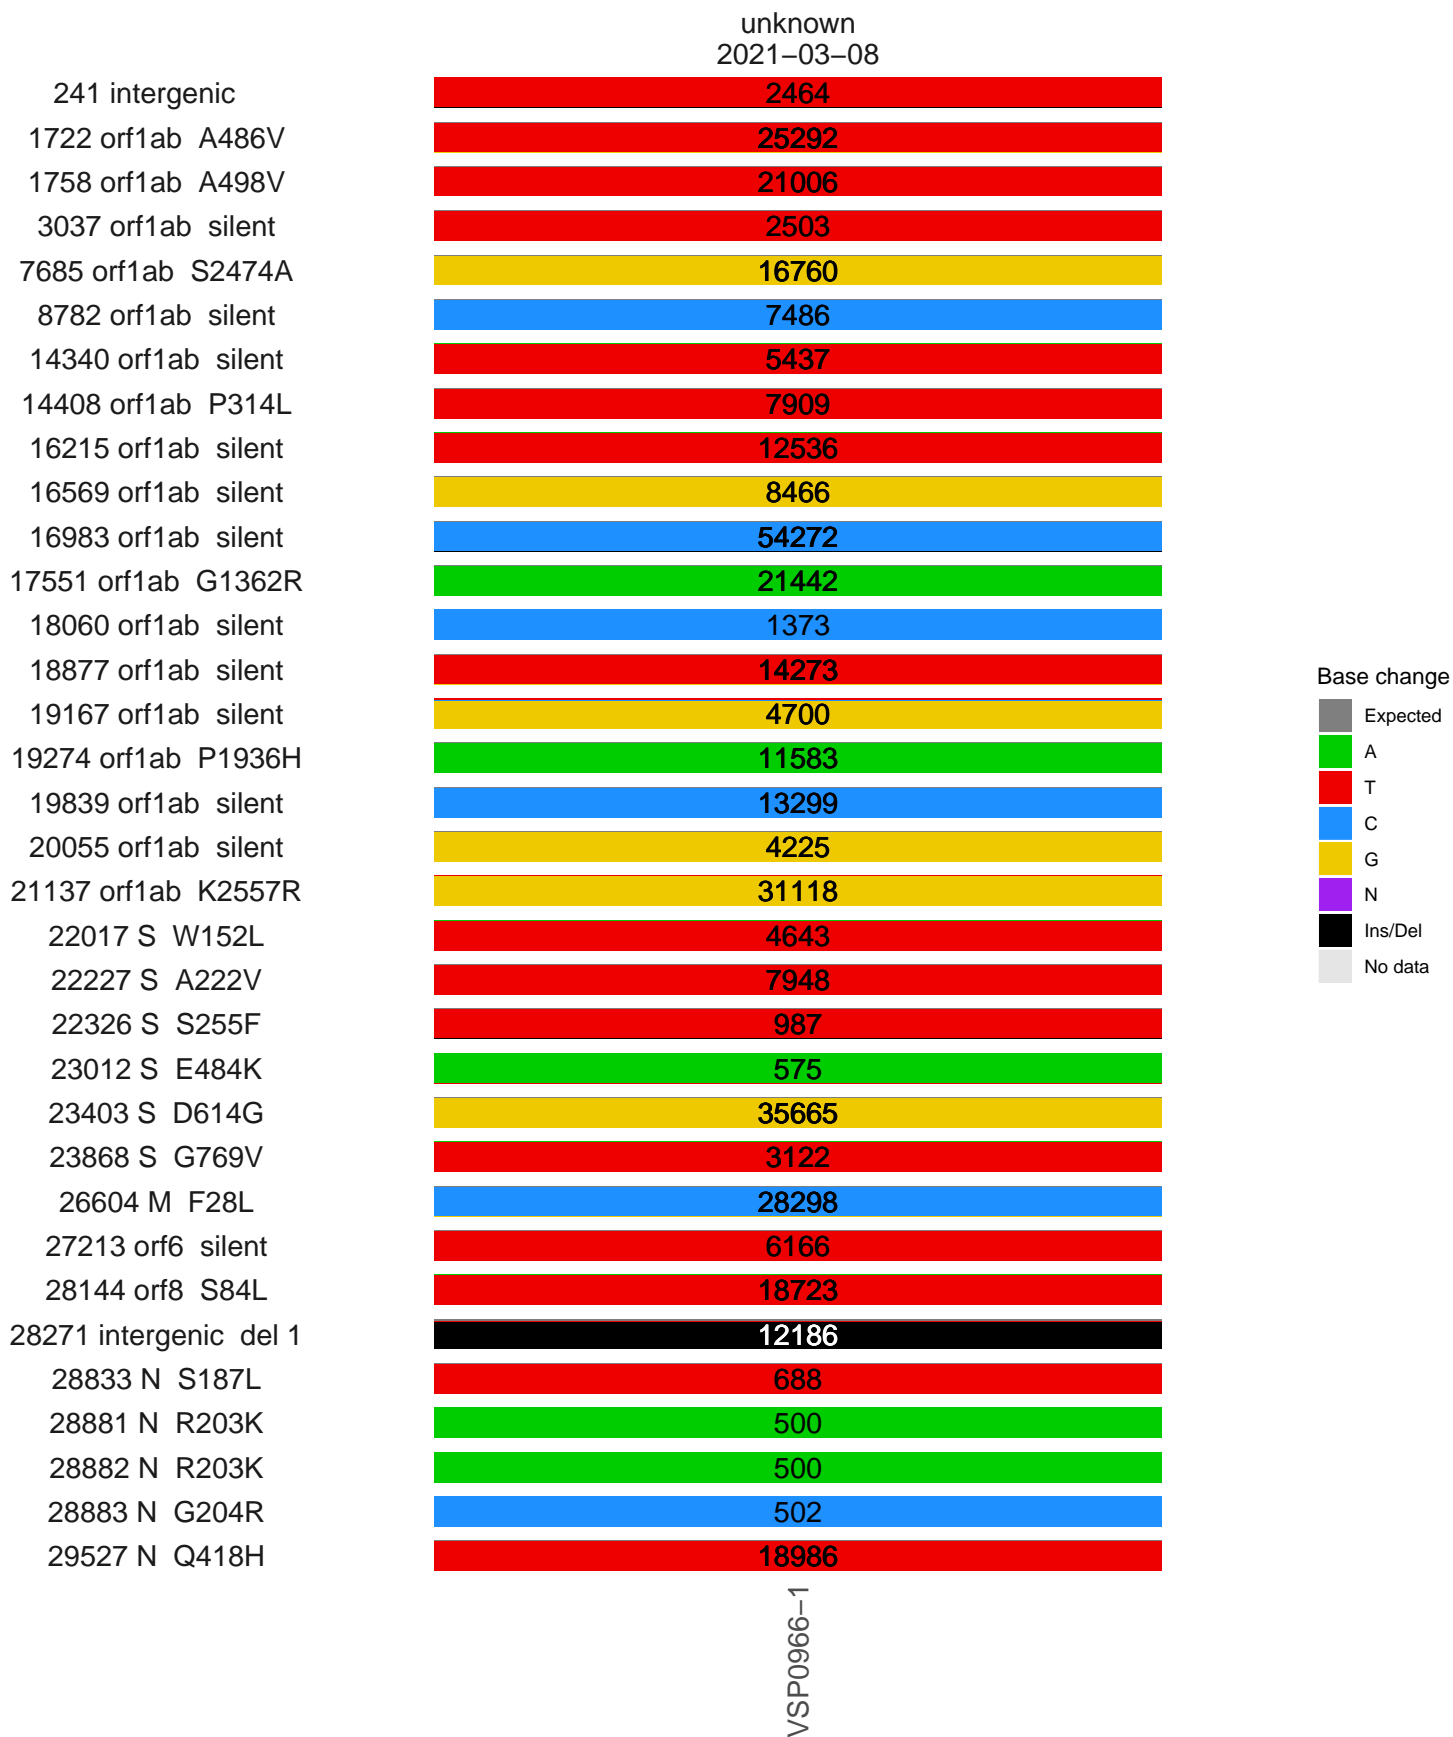 unknown
2021−03−08
241 intergenic 2464
1722 orf1ab A486V 25292
1758 orf1ab A498V 21006
3037 orf1ab silent 2503
7685 orf1ab S2474A 16760
8782 orf1ab silent 7486
14340 orf1ab silent 5437
14408 orf1ab P314L 7909
16215 orf1ab silent 12536
16569 orf1ab silent 8466
16983 orf1ab silent 54272
17551 orf1ab G1362R 21442
18060 orf1ab silent 1373
18877 orf1ab silent 14273
19167 orf1ab silent 4700
19274 orf1ab P1936H 11583
19839 orf1ab silent 13299
20055 orf1ab silent 4225
21137 orf1ab K2557R 31118
22017 S W152L 4643
22227 S A222V 7948
22326 S S255F 987
23012 S E484K 575
23403 S D614G 35665
23868 S G769V 3122
26604 M F28L 28298
27213 orf6 silent 6166
28144 orf8 S84L 18723
28271 intergenic del 1 12186
28833 N S187L 688
28881 N R203K 500
28882 N R203K 500
28883 N G204R 502
29527 N Q418H 18986
VSP0966−1
Base change
Expected
A
T
C
G
N
Ins/Del
No data